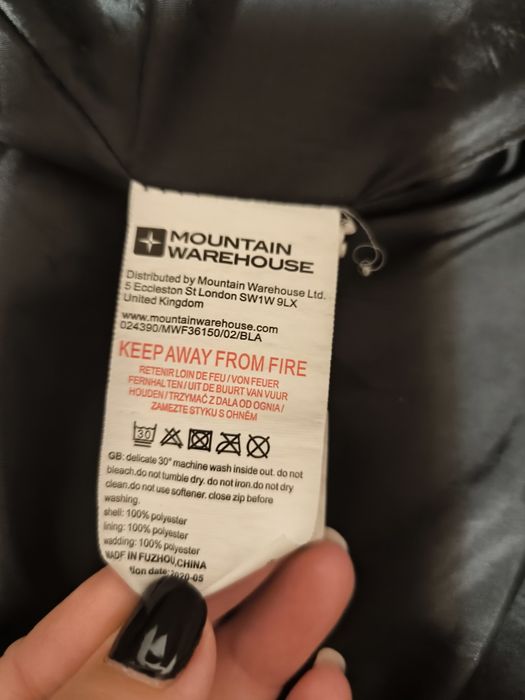 MOUNTAIN
WAREHOUSE
Distributed by Mountain Warehouse Ltd.
5 Eccleston St London SW1W 9LX
United Kingdom
www.mountainwarehouse.com
024390/MWF36150/02/BLA
KEEP AWAY FROM FIRE
RETENIR LOIN DE FEU / VON FEUER
FERNHALTEN / UIT DE BUURT VAN VUUR
HOUDEN / TRZYMAĆ Z DALA OD OGNIA /
ZAMEZTE STYKU S OHNĚM
30
GB: delicate 30° machine wash inside out. do not
bleach.do not tumble dry. do not iron.do not dry
clean.do not use softener. close zip before
washing.
shell: 100% polyester
lining: 100% polyester
wadding: 100% polyester
MADE IN FUZHOU,CHINA
date: 2020-05